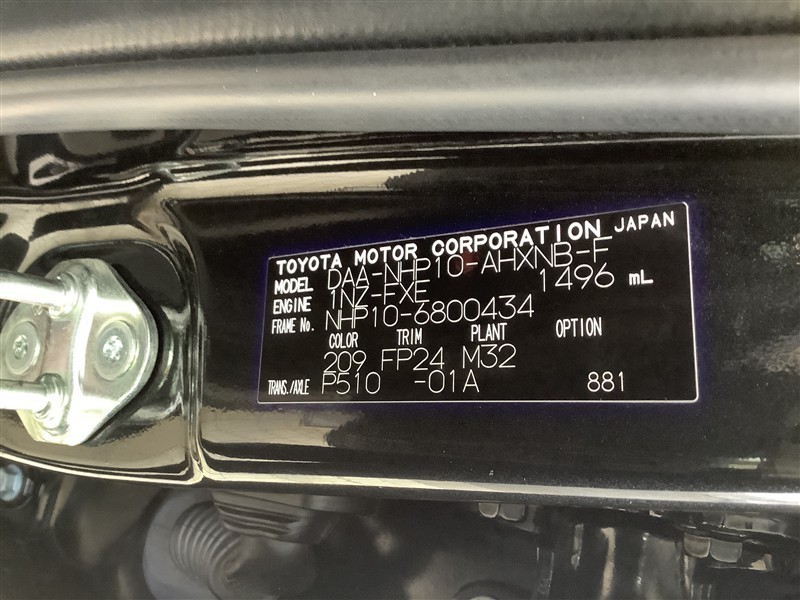 TOYOTA MOTOR CORPORATION JAPAN
MODEL DAA-NHP10-AHXNB-F
ENGINE 1NZ-FXE 1496 mL
FRAME No. NHP10-6800434
COLOR TRIM PLANT OPTION
209 FP24 M32
TRANS./AXLE P510 -01A 881